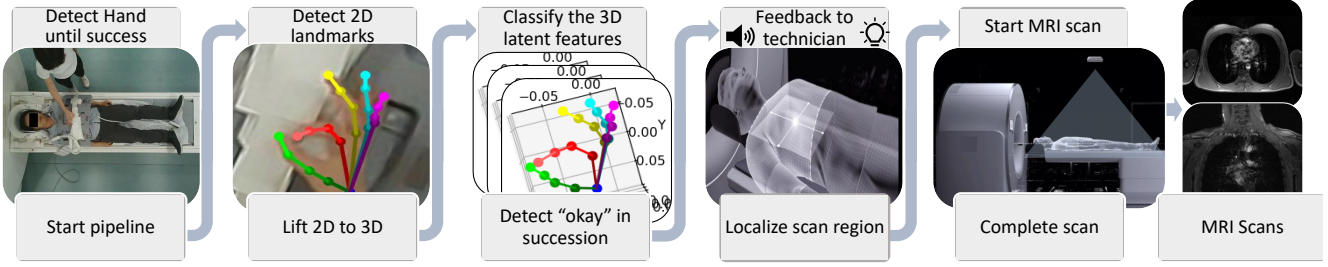 Detect Hand
until success
Start pipeline
Detect 2D
landmarks
Lift 2D to 3D
Classify the 3D
latent features
0.00
0.00
−0.05
0.00
-0.05
0.00
Y
0.05
Detect “okay” in
succession
Feedback to
technician
Localize scan region
Start MRI scan
Complete scan
MRI Scans